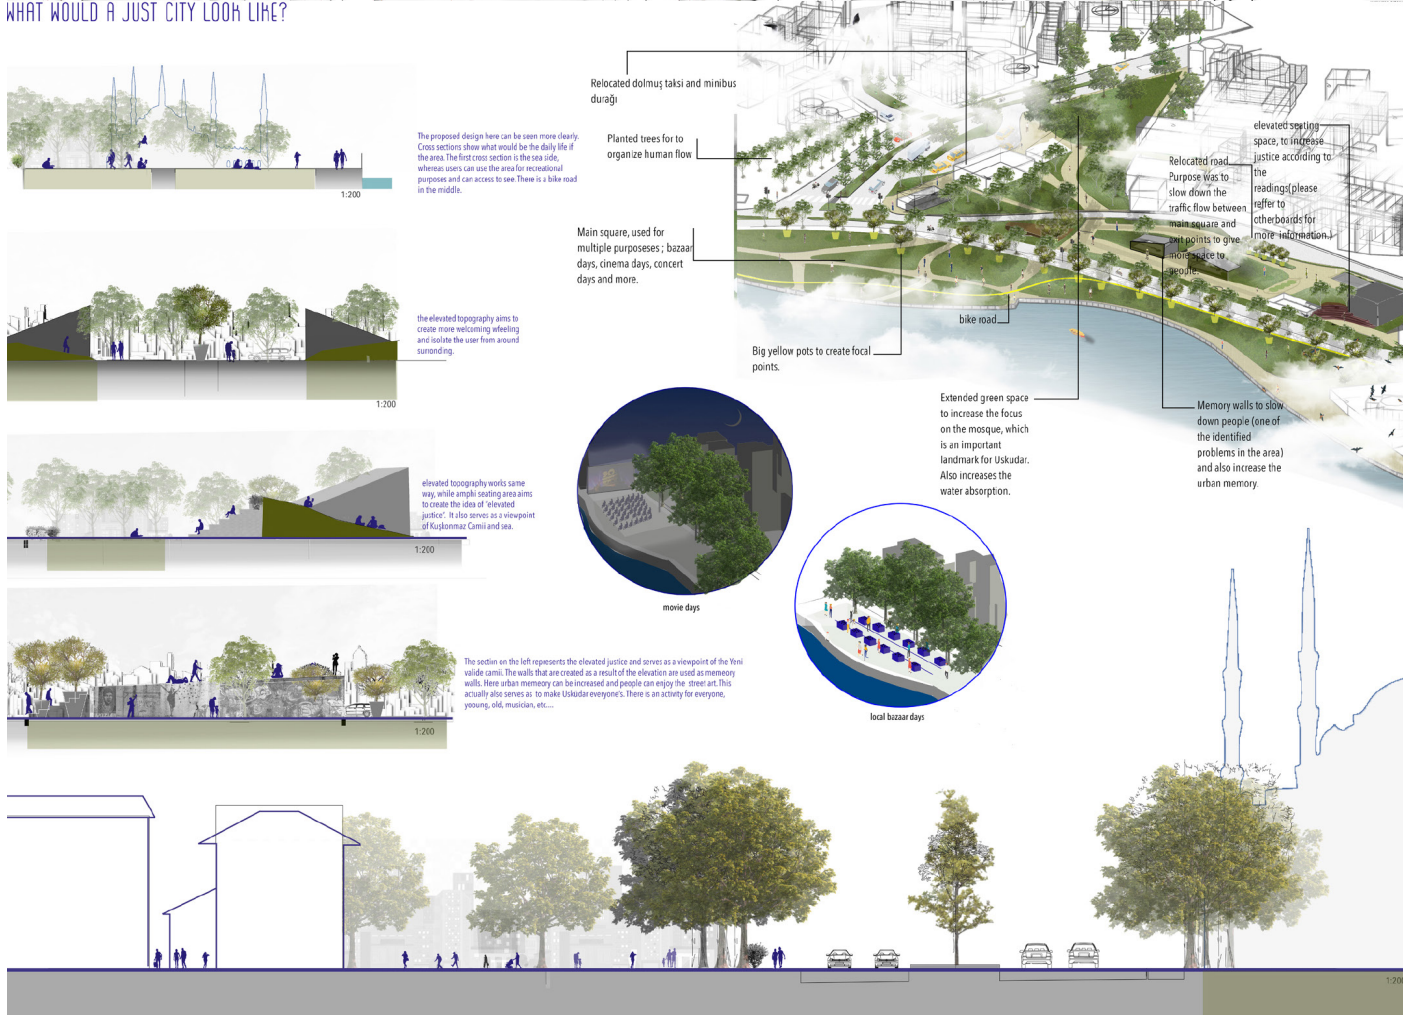 WHAT WOULD A JUST CITY LOOK LIKE?
The proposed design here can be seen more clearly.
Cross sections show what would be the daily life if
the area. The first cross section is the sea side,
whereas users can use the area for recreational
purposes and can access to see. There is a bike road
in the middle.
1:200
the elevated topography aims to
create more welcoming wfeeling
and isolate the user from around
surronding.
1:200
elevated topography works same
way, while amphi seating area aims
to create the idea of 'elevated
justice'. It also serves as a viewpoint
of Kuşkonmaz Camii and sea.
1:200
The section on the left represents the elevated justice and serves as a viewpoint of the Yeni
valide camii. The walls that are created as a result of the elevation are used as memeory
walls. Here urban memeory can be increased and people can enjoy the street art. This
actually also serves as to make Uskudar everyone's. There is an activity for everyone,
yooung, old, musician, etc....
1:200
Relocated dolmuş taksi and minibus
durağı
Planted trees for to
organize human flow
Main square, used for
multiple purposeses ; bazaar
days, cinema days, concert
days and more.
Big yellow pots to create focal
points.
bike road
Extended green space
to increase the focus
on the mosque, which
is an important
landmark for Uskudar.
Also increases the
water absorption.
Relocated road.
Purpose was to
slow down the
traffic flow between
main square and
exit points to give
more space to
people.
elevated seating
space, to increase
justice according to
the
readings(please
reffer to
otherboards for
more information.)
Memory walls to slow
down people (one of
the identified
problems in the area)
and also increase the
urban memory.
movie days
local bazaar days
1:200